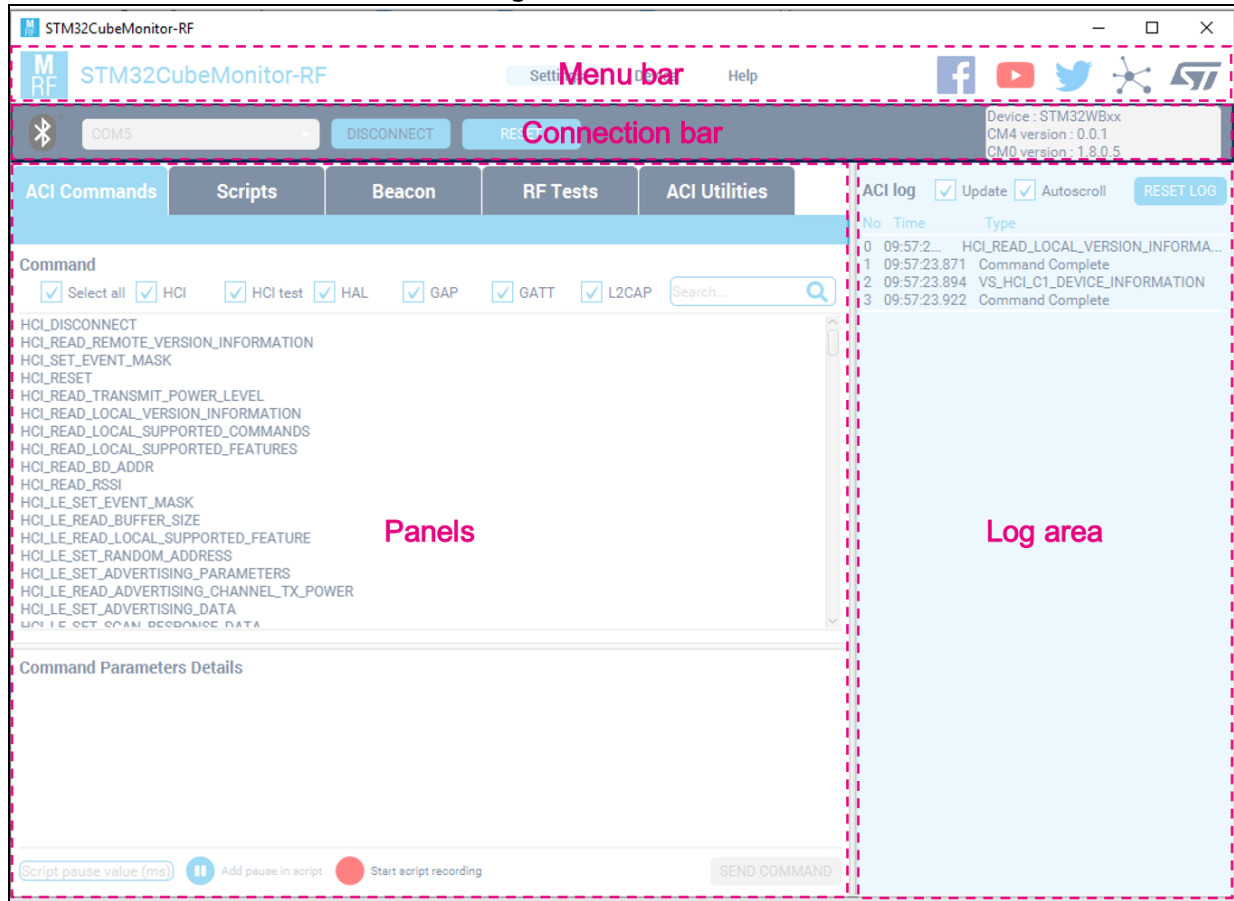 STM32CubeMonitor-RF
M
RF
STM32CubeMonitor-RF
Settings Device Help
Menu bar
COM5
DISCONNECT
RESET
Connection bar
Device : STM32WBxx
CM4 version : 0.0.1
CM0 version : 1.8.0.5
ACI Commands Scripts Beacon RF Tests ACI Utilities
Command
Select all HCI HCI test HAL GAP GATT L2CAP Search...
HCI_DISCONNECT
HCI_READ_REMOTE_VERSION_INFORMATION
HCI_SET_EVENT_MASK
HCI_RESET
HCI_READ_TRANSMIT_POWER_LEVEL
HCI_READ_LOCAL_VERSION_INFORMATION
HCI_READ_LOCAL_SUPPORTED_COMMANDS
HCI_READ_LOCAL_SUPPORTED_FEATURES
HCI_READ_BD_ADDR
HCI_READ_RSSI
HCI_LE_SET_EVENT_MASK
HCI_LE_READ_BUFFER_SIZE
HCI_LE_READ_LOCAL_SUPPORTED_FEATURE
HCI_LE_SET_RANDOM_ADDRESS
HCI_LE_SET_ADVERTISING_PARAMETERS
HCI_LE_READ_ADVERTISING_CHANNEL_TX_POWER
HCI_LE_SET_ADVERTISING_DATA
HCI_LE_SET_SCAN_RESPONSE_DATA
Panels
Command Parameters Details
Script pause value (ms) Add pause in script Start script recording SEND COMMAND
ACI log Update Autoscroll RESET LOG
No Time Type
0 09:57:2... HCI_READ_LOCAL_VERSION_INFORMA...
1 09:57:23.871 Command Complete
2 09:57:23.894 VS_HCI_C1_DEVICE_INFORMATION
3 09:57:23.922 Command Complete
Log area